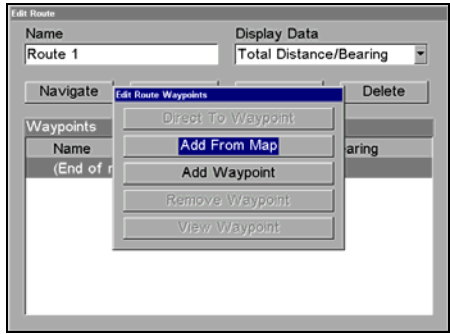 Edit Route
Name Display Data
Route 1 Total Distance/Bearing
Navigate Delete
Edit Route Waypoints
Direct To Waypoint
Waypoints
Add From Map
Name
Add Waypoint
(End of
Remove Waypoint
View Waypoint